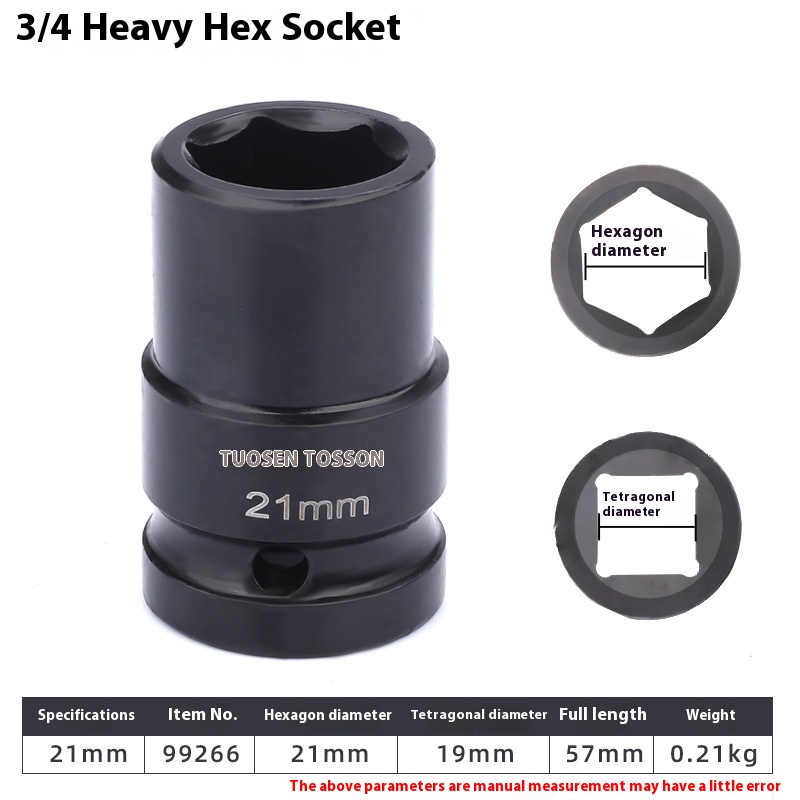 3/4 Heavy Hex Socket
Hexagon
diameter
TUOSEN TOSSON
21mm
Tetragonal
diameter
Specifications Item No. Hexagon diameter Tetragonal diameter Full length Weight
21mm 99266 21mm 19mm 57mm 0.21kg
The above parameters are manual measurement may have a little error